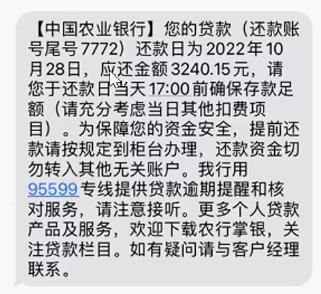 【中国农业银行】您的贷款（还款账
号尾号7772）还款日为2022年10
月28日，应还金额3240.15元，请
您于还款日当天17:00前确保存款足
额（请充分考虑当日其他扣费项
目）。为保障您的资金安全，提前还
款请按规定到柜台办理，还款资金切
勿转入其他无关账户。我行用
95599专线提供贷款逾期提醒和核
对服务，请注意接听。更多个人贷款
产品及服务，欢迎下载农行掌银，关
注贷款栏目。如有疑问请与客户经理
联系。